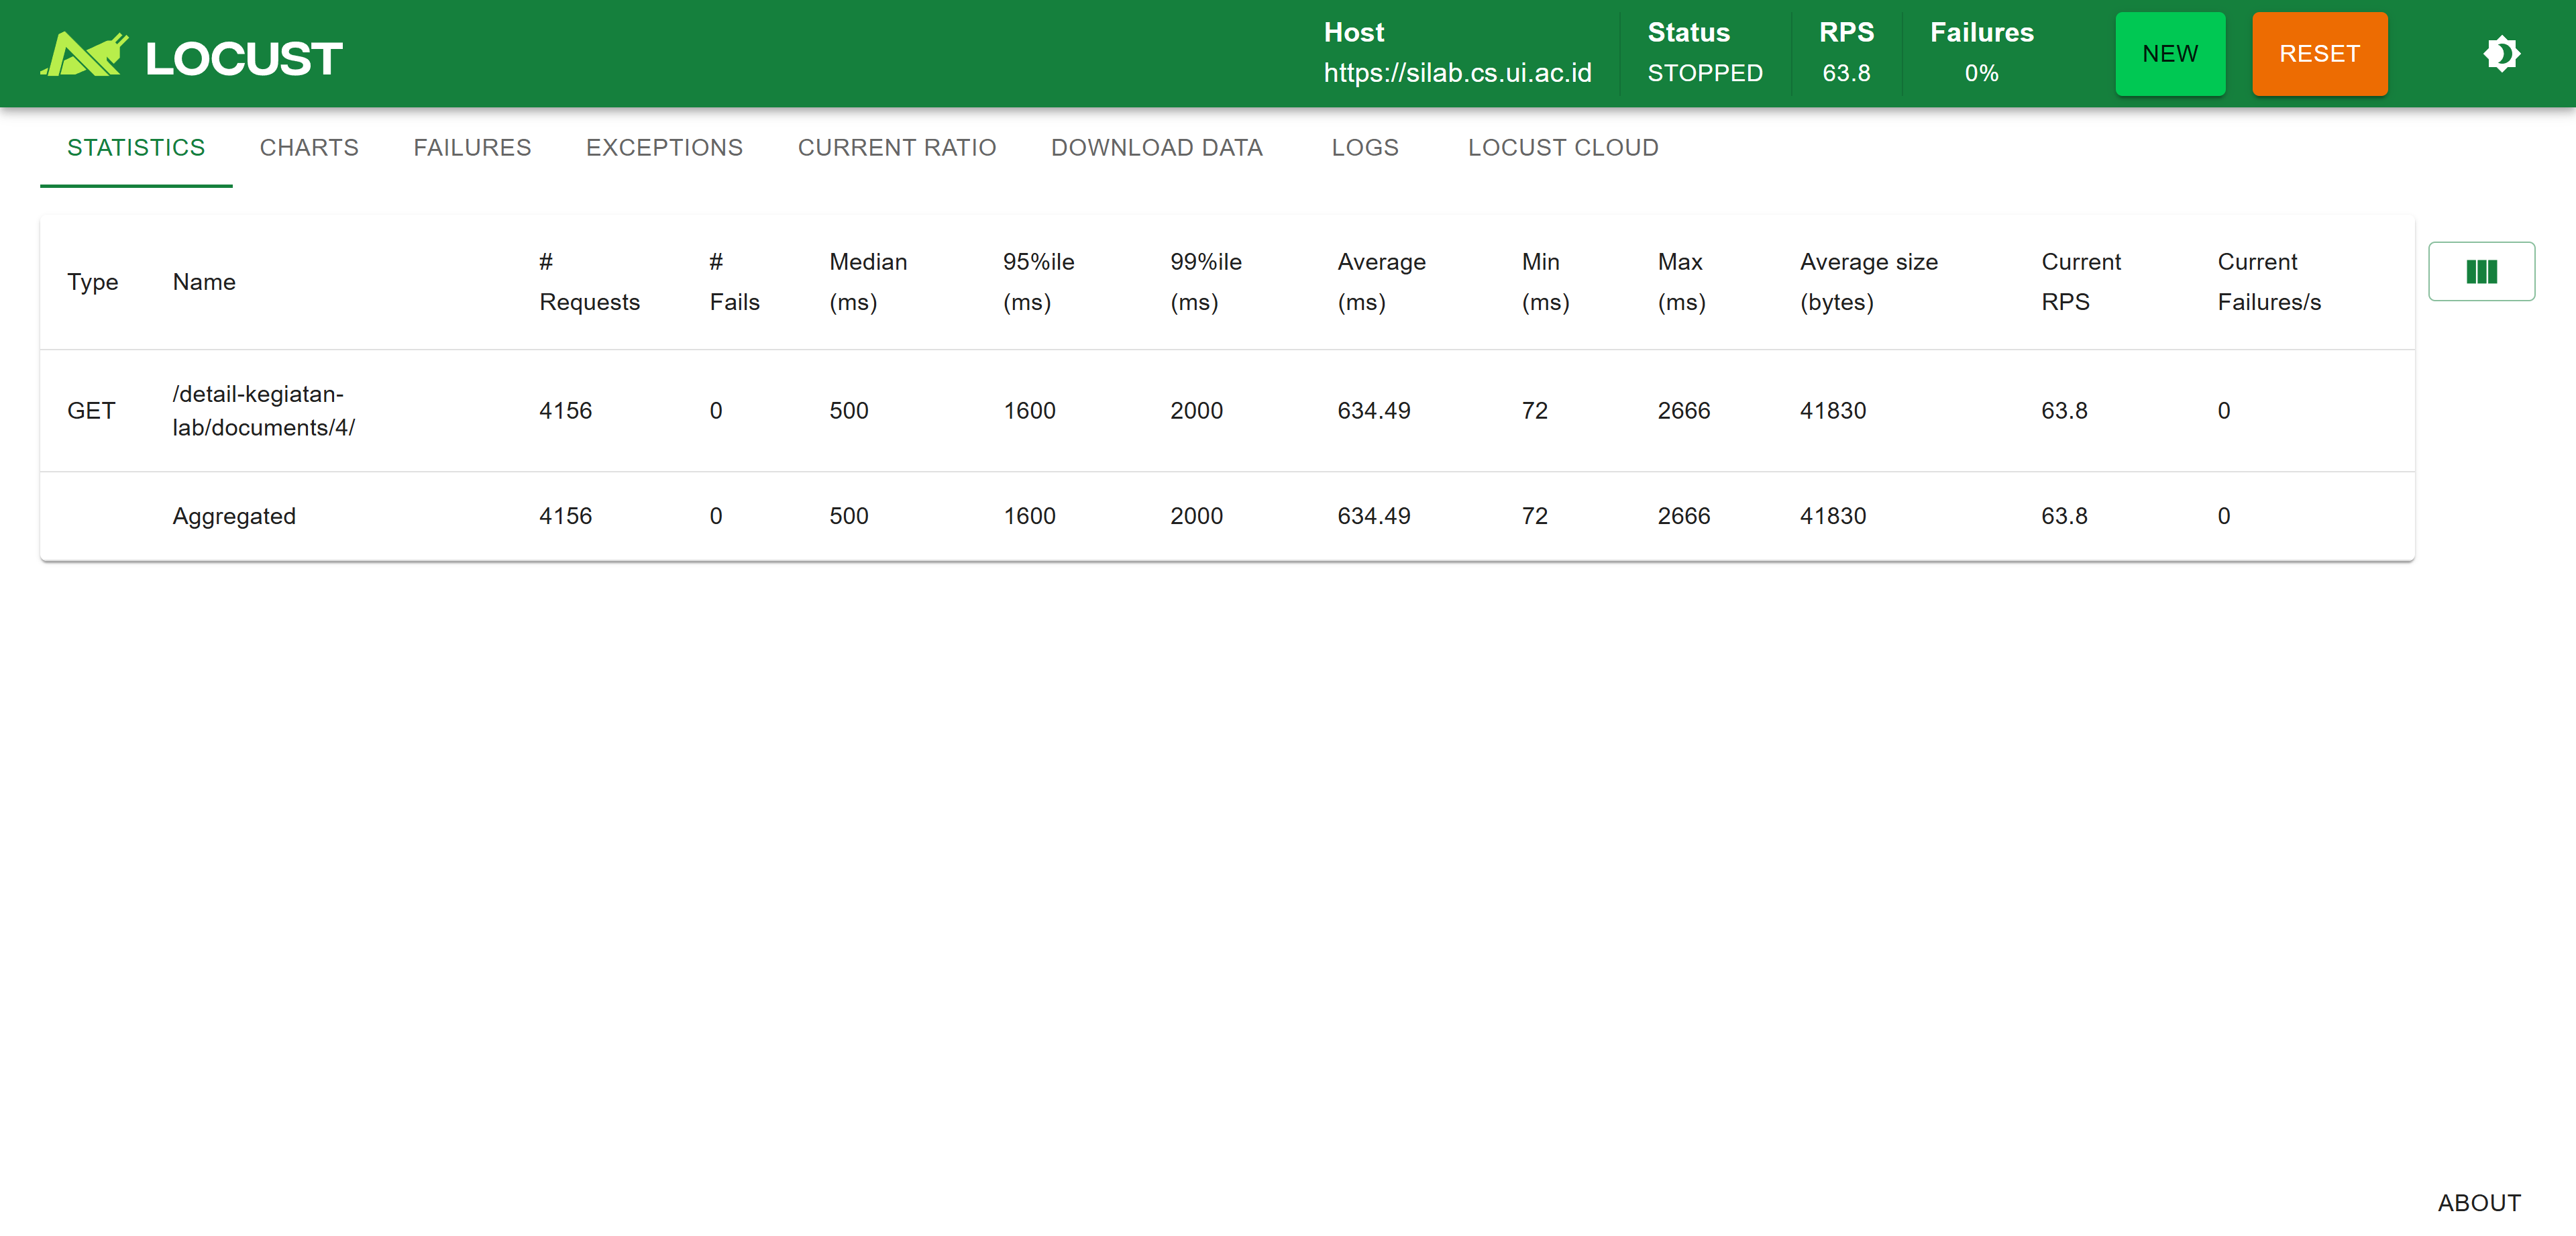 LOCUST
Host
https://silab.cs.ui.ac.id
Status
STOPPED
RPS
63.8
Failures
0%
NEW
RESET
STATISTICS CHARTS FAILURES EXCEPTIONS CURRENT RATIO DOWNLOAD DATA LOGS LOCUST CLOUD
Type Name # Requests # Fails Median (ms) 95%ile (ms) 99%ile (ms) Average (ms) Min (ms) Max (ms) Average size (bytes) Current RPS Current Failures/s
GET /detail-kegiatan-lab/documents/4/ 4156 0 500 1600 2000 634.49 72 2666 41830 63.8 0
Aggregated 4156 0 500 1600 2000 634.49 72 2666 41830 63.8 0
ABOUT